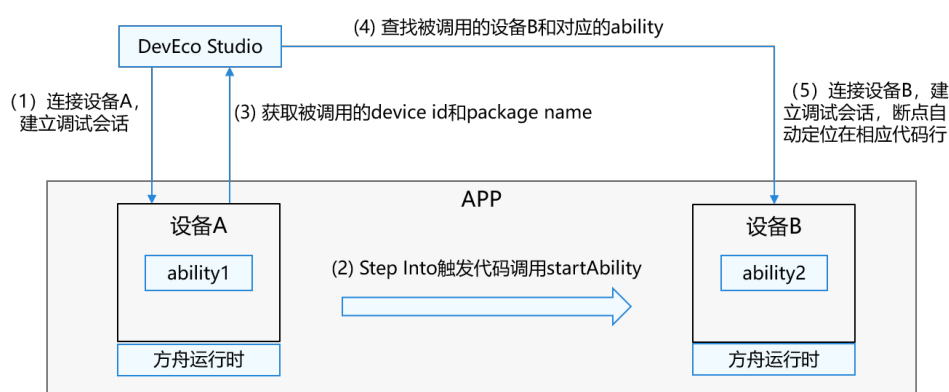 (4) 查找被调用的设备B和对应的ability
DevEco Studio
(1）连接设备A，
建立调试会话
(3) 获取被调用的device id和package name
（5）连接设备B，建
立调试会话，断点自
动定位在相应代码行
APP
设备A
ability1
方舟运行时
(2) Step Into触发代码调用startAbility
设备B
ability2
方舟运行时